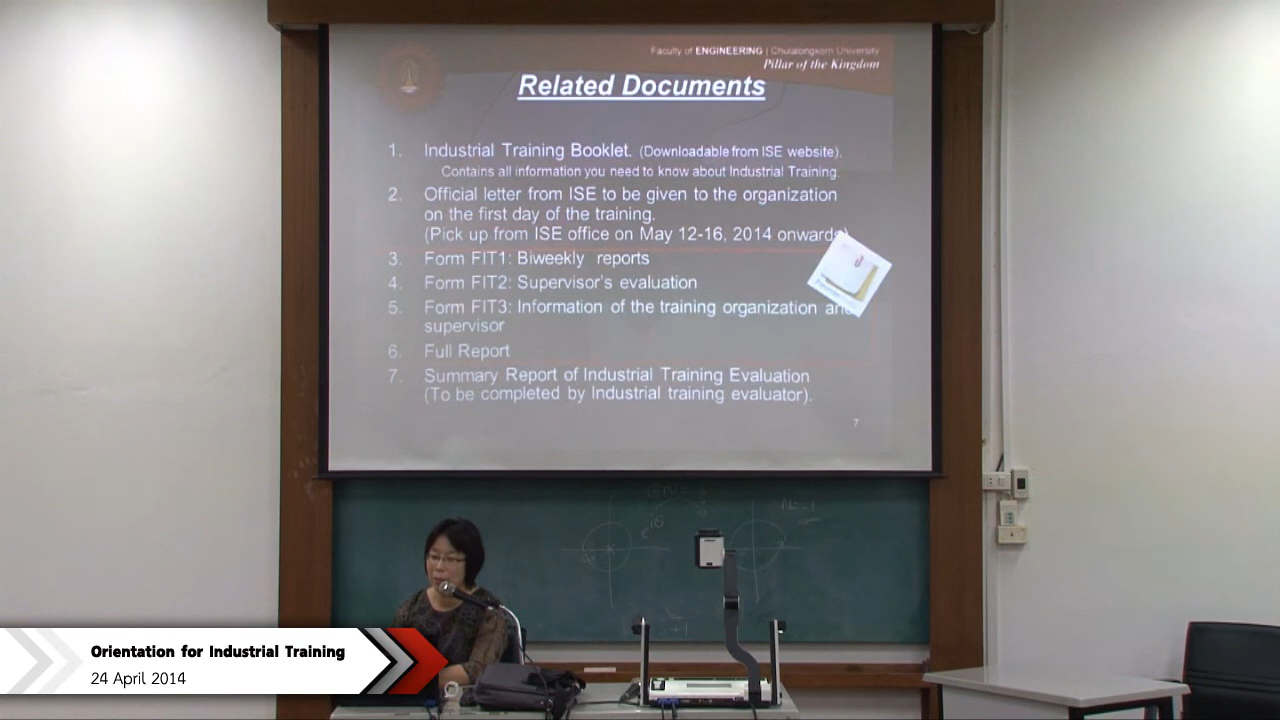 Faculty of ENGINEERING | Chulalongkorn University
Pillar of the Kingdom
Related Documents
1. Industrial Training Booklet. (Downloadable from ISE website).
Contains all information you need to know about Industrial Training.
2. Official letter from ISE to be given to the organization
on the first day of the training.
(Pick up from ISE office on May 12-16, 2014 onwards)
3. Form FIT1: Biweekly reports
4. Form FIT2: Supervisor's evaluation
5. Form FIT3: Information of the training organization and
supervisor
6. Full Report
7. Summary Report of Industrial Training Evaluation
(To be completed by Industrial training evaluator).
7
Orientation for Industrial Training
24 April 2014